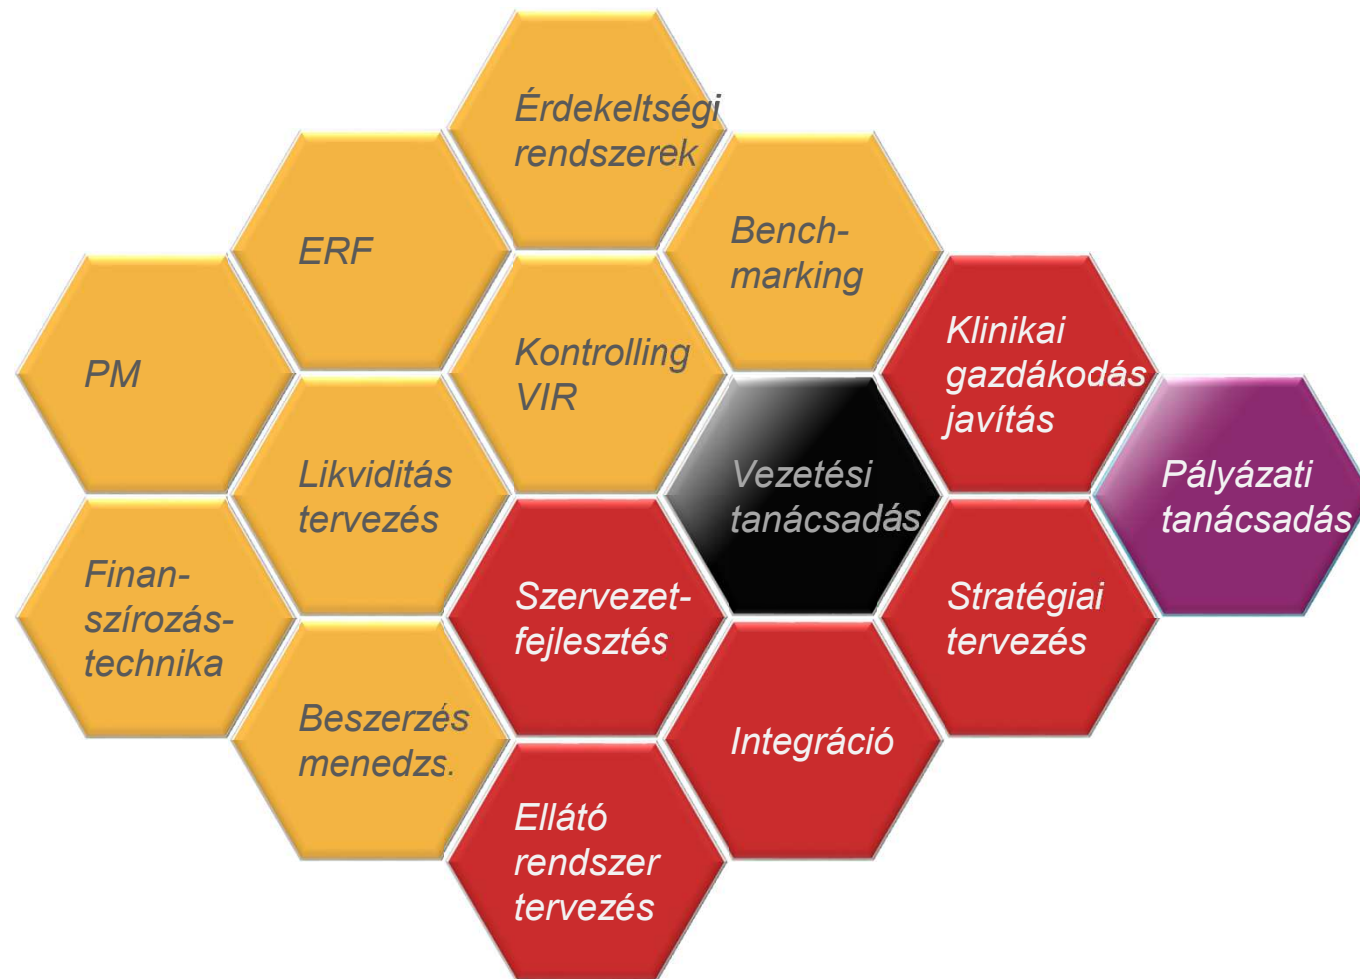 Érdekeltségi
rendszerek
ERF
Bench-
marking
PM
Kontrolling
VIR
Klinikai
gazdákodás
javítás
Likviditás
tervezés
Vezetési
tanácsadás
Pályázati
tanácsadás
Finan-
szírozás-
technika
Szervezet-
fejlesztés
Stratégiai
tervezés
Beszerzés
menedzs.
Integráció
Ellátó
rendszer
tervezés